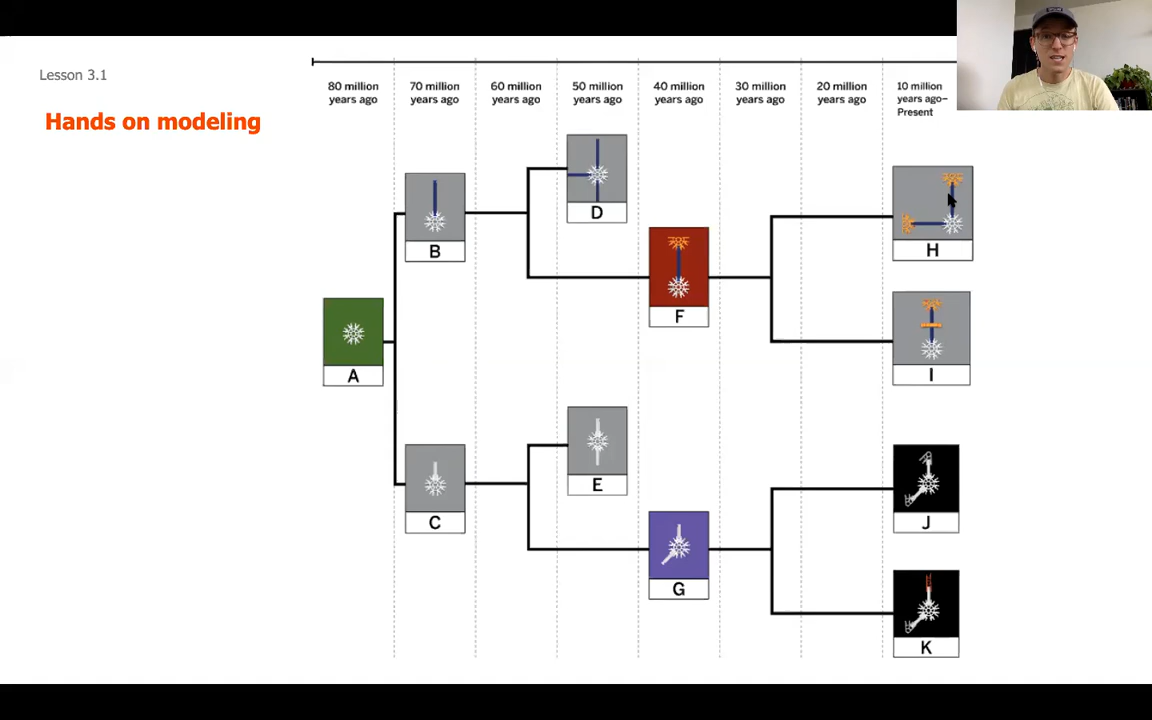 Lesson 3.1
Hands on modeling
80 million
years ago
70 million
years ago
60 million
years ago
50 million
years ago
40 million
years ago
30 million
years ago
20 million
years ago
10 million
years ago–
Present
D
B
H
F
A
I
E
C
J
G
K